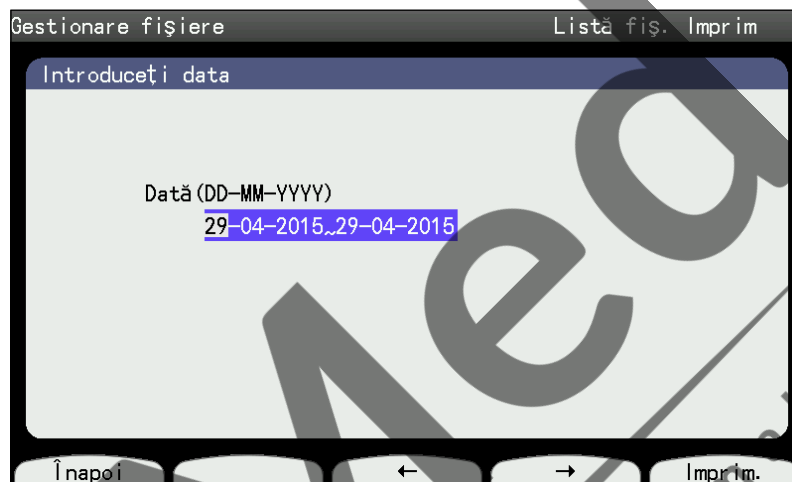 Gestionare fişiere Listă fiş. Imprim
Introduceţi data
Dată(DD-MM-YYYY)
29-04-2015~29-04-2015
Înapoi ← → Imprim.
Med